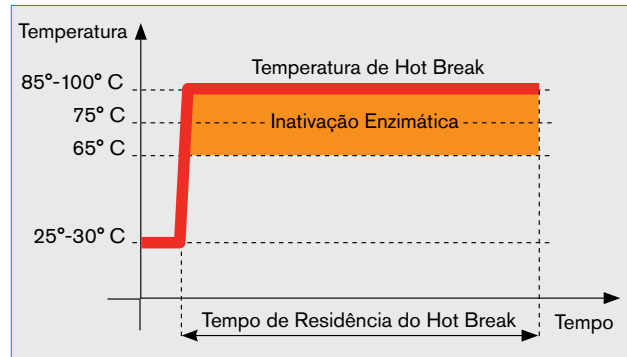 Temperatura
85°-100° C
Temperatura de Hot Break
75° C
Inativação Enzimática
65° C
25°-30° C
Tempo de Residência do Hot Break
Tempo